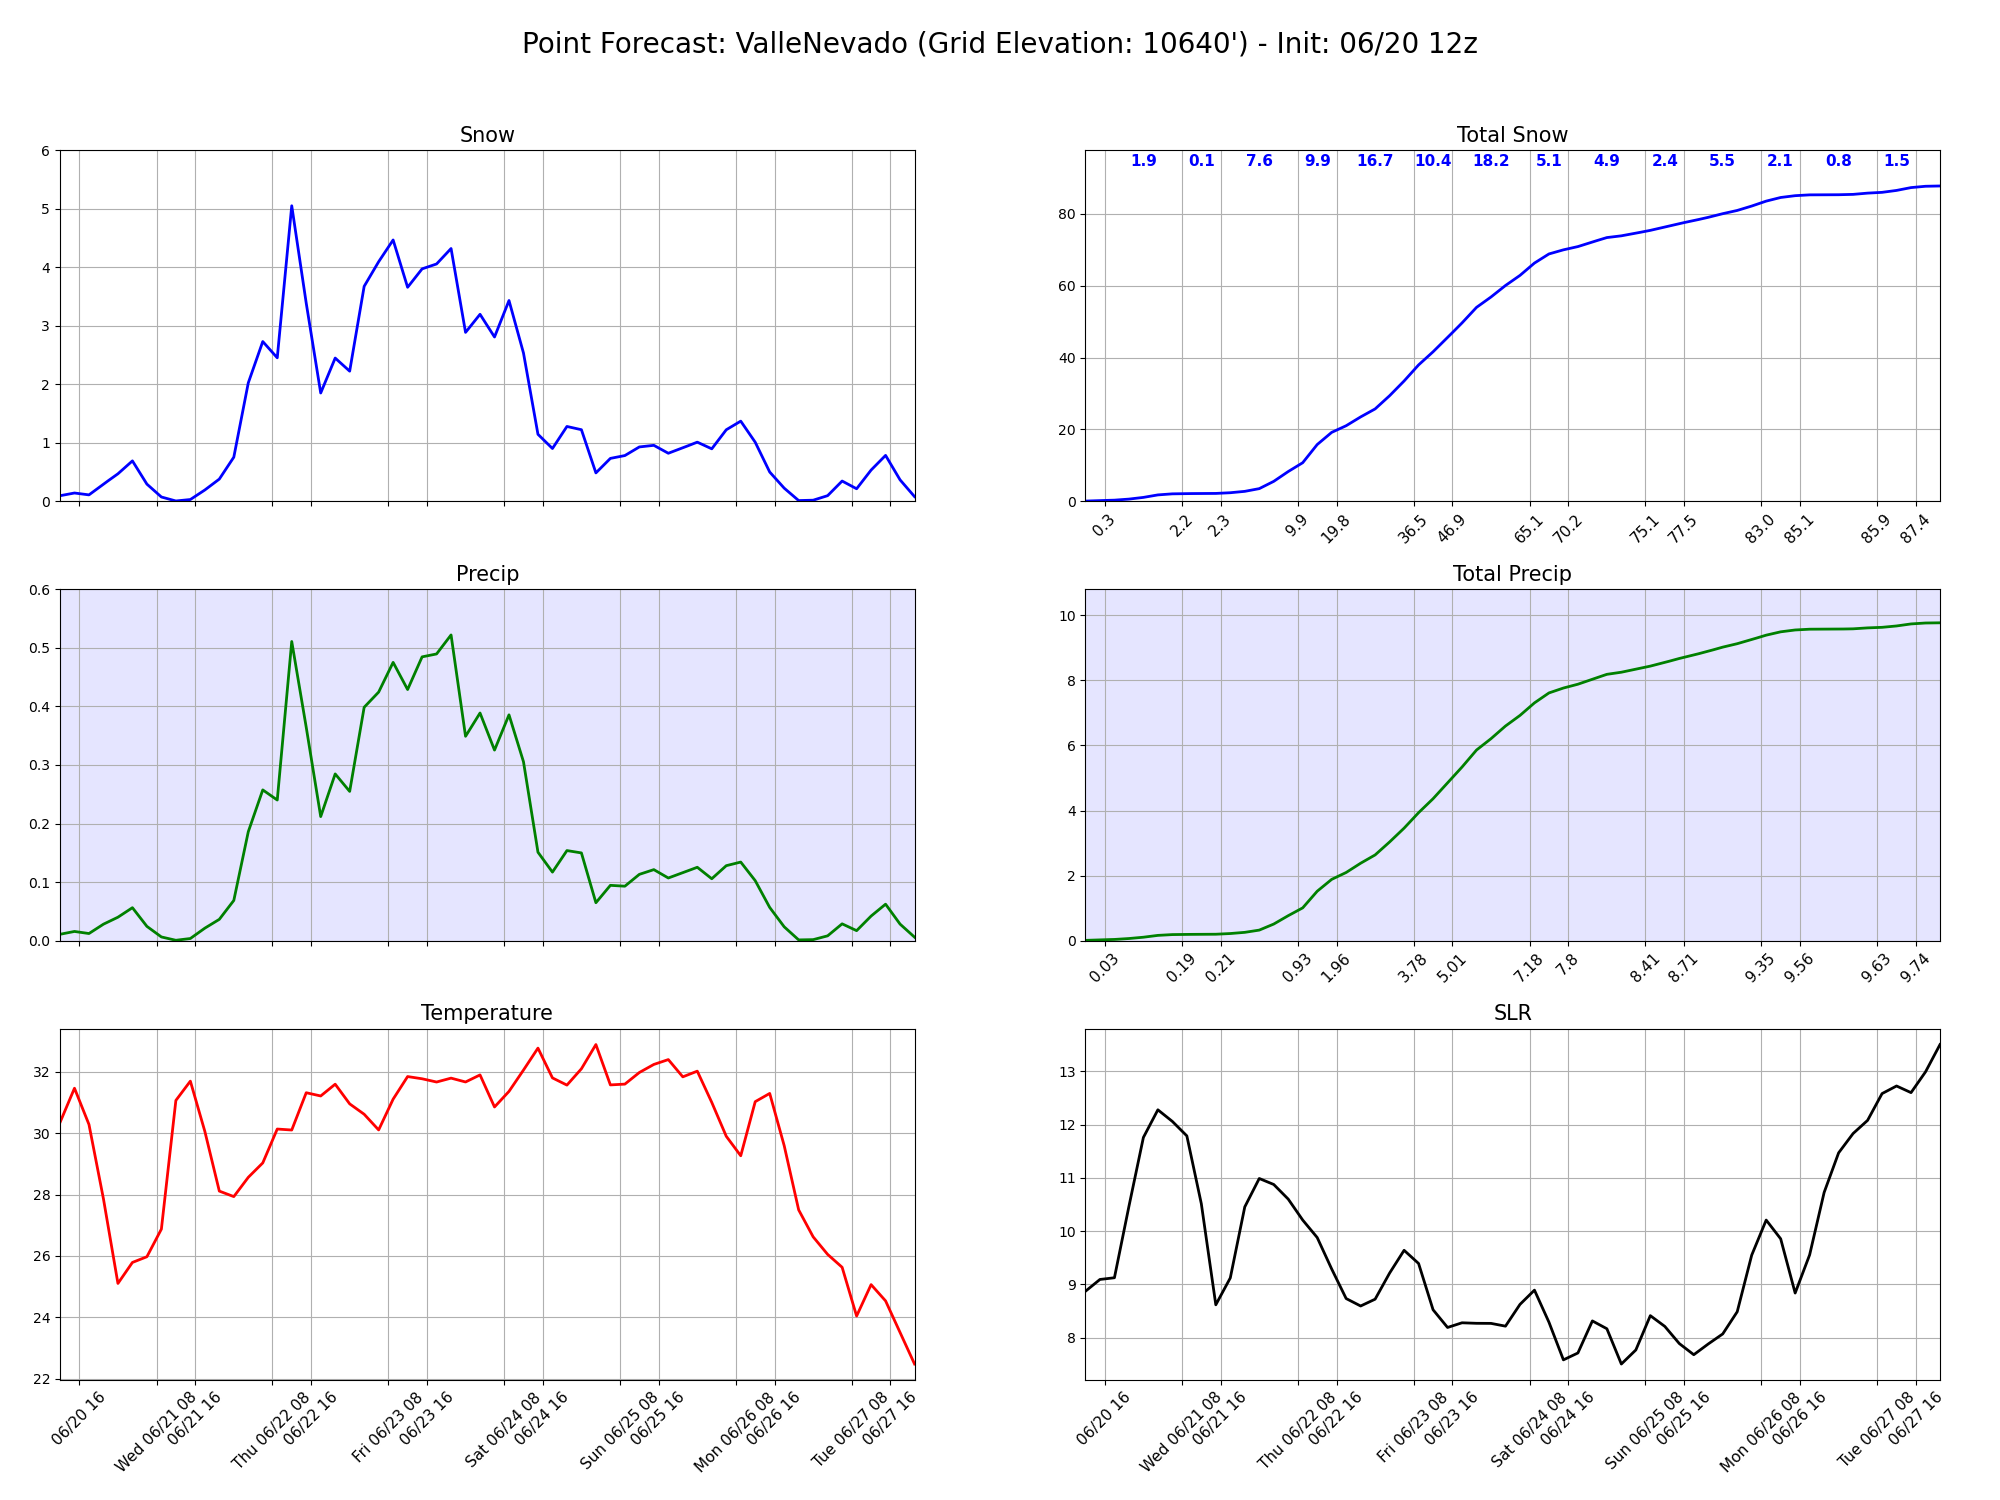 Point Forecast: ValleNevado (Grid Elevation: 10640') - Init: 06/20 12z
Snow
6
5
4
3
2
1
0
Total Snow
1.9 0.1 7.6 9.9 16.7 10.4 18.2 5.1 4.9 2.4 5.5 2.1 0.8 1.5
80
60
40
20
0
0.3 2.2 2.3 9.9 19.8 36.5 46.9 65.1 70.2 75.1 77.5 83.0 85.1 85.9 87.4
Precip
0.6
0.5
0.4
0.3
0.2
0.1
0.0
Total Precip
10
8
6
4
2
0
0.03 0.19 0.21 0.93 1.96 3.78 5.01 7.18 7.8 8.41 8.71 9.35 9.56 9.63 9.74
Temperature
32
30
28
26
24
22
06/20 16
Wed 06/21 08
06/21 16
Thu 06/22 08
06/22 16
Fri 06/23 08
06/23 16
Sat 06/24 08
06/24 16
Sun 06/25 08
06/25 16
Mon 06/26 08
06/26 16
Tue 06/27 08
06/27 16
SLR
13
12
11
10
9
8
06/20 16
Wed 06/21 08
06/21 16
Thu 06/22 08
06/22 16
Fri 06/23 08
06/23 16
Sat 06/24 08
06/24 16
Sun 06/25 08
06/25 16
Mon 06/26 08
06/26 16
Tue 06/27 08
06/27 16